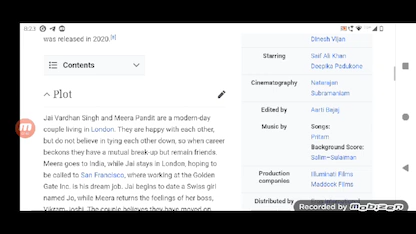 8:23
was released in 2020.[6]
Contents
Plot
Jai Vardhan Singh and Meera Pandit are a modern-day
couple living in London. They are happy with each other,
but do not believe in tying each other down, so when career
beckons they have a mutual break-up but remain friends.
Meera goes to India, while Jai stays in London, hoping to
be called to San Francisco, where working at the Golden
Gate Inc. is his dream job. Jai begins to date a Swiss girl
named Jo, while Meera returns the feelings of her boss,
Vikram Joshi. The couple believes they have moved on
Dinesh Vijan
Starring
Saif Ali Khan
Deepika Padukone
Cinematography
Natarajan
Subramaniam
Edited by
Aarti Bajaj
Music by
Songs:
Pritam
Background Score:
Salim–Sulaiman
Production
companies
Illuminati Films
Maddock Films
Distributed by
Recorded by Mobizen